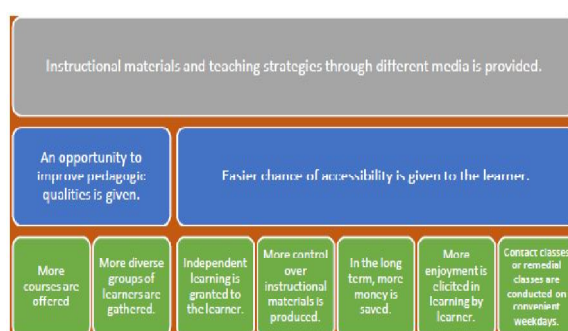 Instructional materials and teaching strategies through different media is provided.
An opportunity to
improve pedagogic
qualities is given.
Easier chance of accessibility is given to the learner.
More
courses are
offered
More diverse
groups of
learners are
gathered.
Independent
learning is
granted to
the learner.
More control
over
instructional
materials is
produced.
In the long
term, more
money is
saved.
More
enjoyment is
elicited in
learning by
learner.
Contact classes
or remedial
classes are
conducted on
convenient
weekdays.